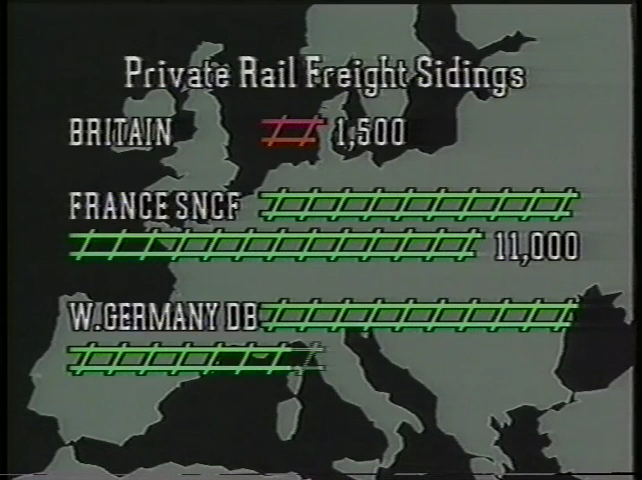 Private Rail Freight Sidings
BRITAIN 1,500
FRANCE SNCF
11,000
W.GERMANY DB